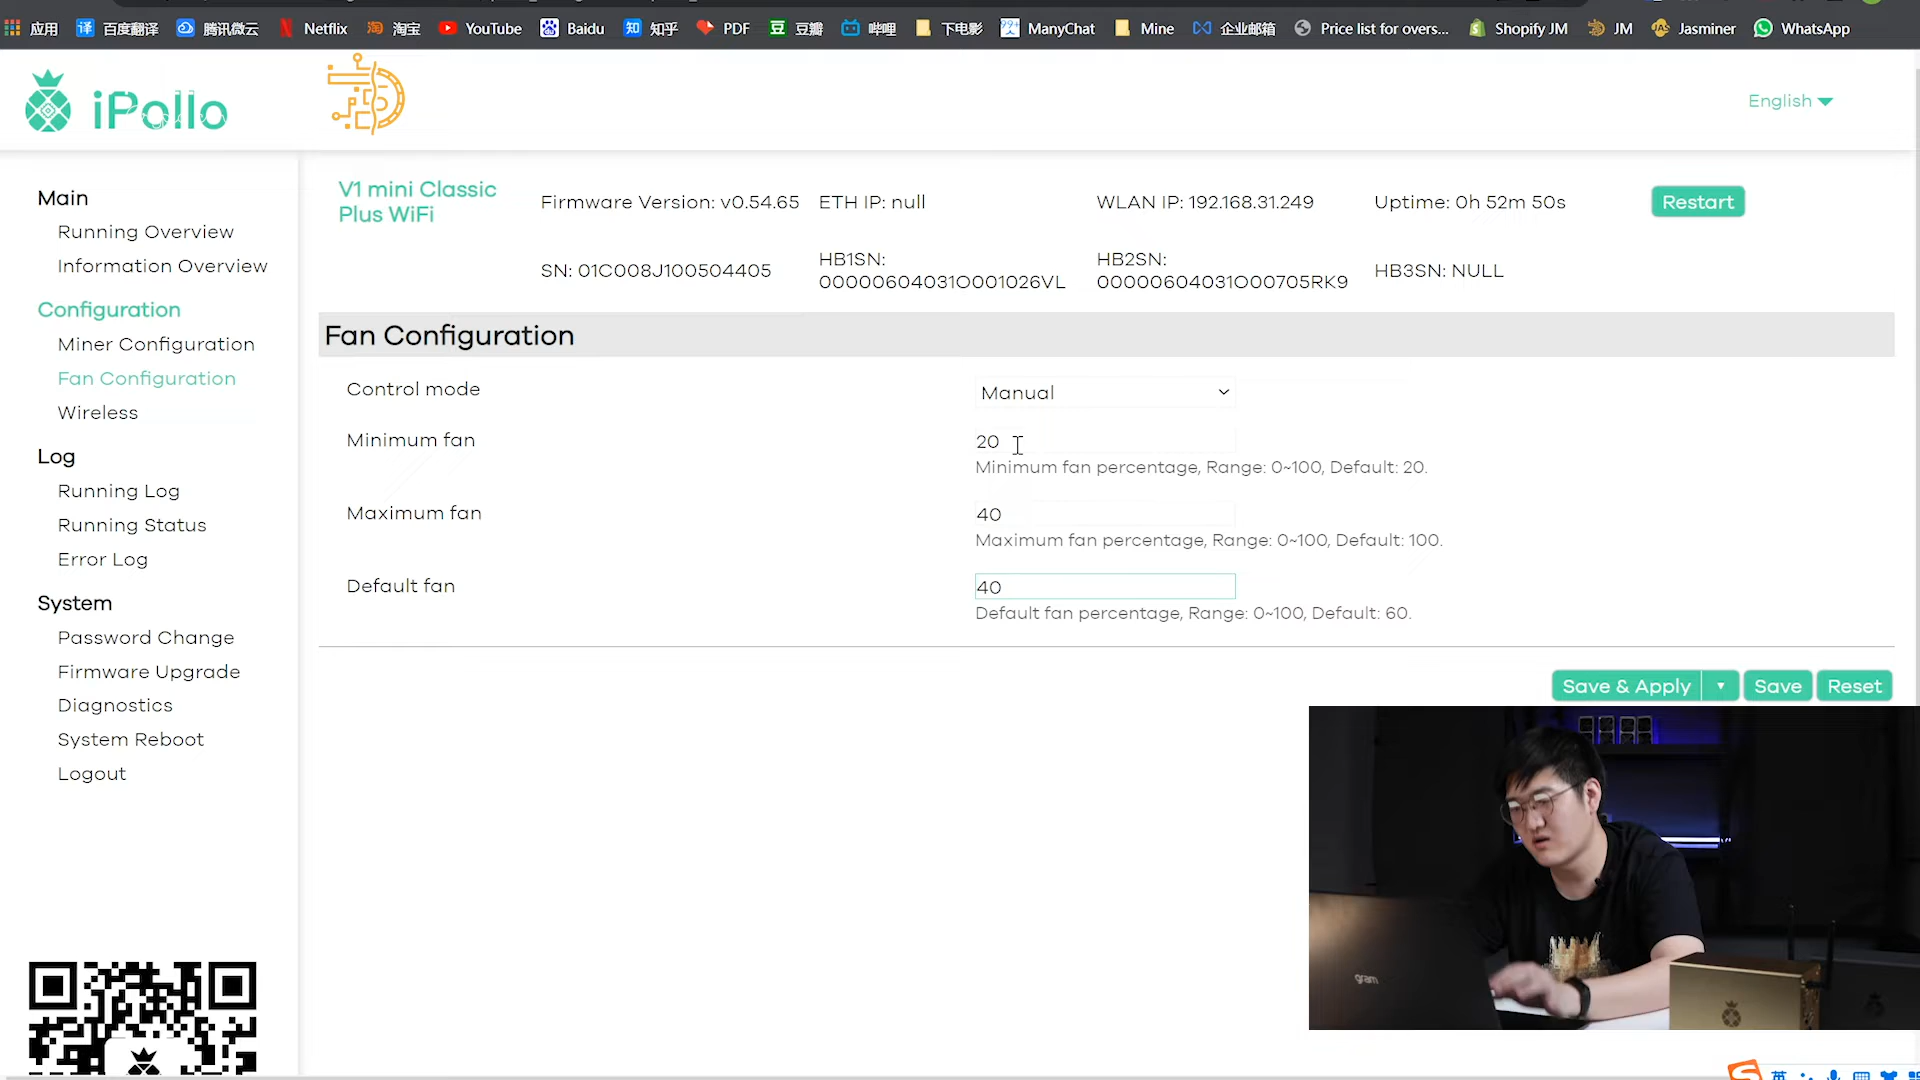 应用 百度翻译 腾讯微云 Netflix 淘宝 YouTube Baidu 知乎 PDF 豆瓣 哔哩 下电影 ManyChat Mine 企业邮箱 Price list for overs... Shopify JM JM Jasminer WhatsApp
iPollo
English
Main
Running Overview
Information Overview
Configuration
Miner Configuration
Fan Configuration
Wireless
Log
Running Log
Running Status
Error Log
System
Password Change
Firmware Upgrade
Diagnostics
System Reboot
Logout
V1 mini Classic
Plus WiFi
Firmware Version: v0.54.65
ETH IP: null
WLAN IP: 192.168.31.249
Uptime: 0h 52m 50s
Restart
SN: 01C008J100504405
HB1SN:
00000604031O001026VL
HB2SN:
00000604031O00705RK9
HB3SN: NULL
Fan Configuration
Control mode
Manual
Minimum fan
20
Minimum fan percentage, Range: 0~100, Default: 20.
Maximum fan
40
Maximum fan percentage, Range: 0~100, Default: 100.
Default fan
40
Default fan percentage, Range: 0~100, Default: 60.
Save & Apply
Save
Reset
gram
英